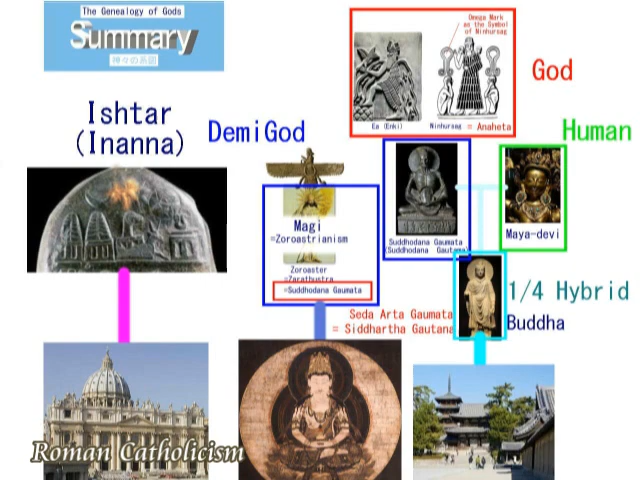 The Genealogy of Gods
Summary
神々の系図
Ishtar
(Inanna)
DemiGod
Omega Mark
as the Symbol
of Ninhursag
Ea (Enki)
Ninhursag = Anaheta
God
Human
Magi
=Zoroastrianism
Zoroaster
=Zarathustra
=Suddhodana Gaumata
Suddhodana Gaumata
(Suddhodana Gautama)
Maya-devi
Seda Arta Gaumata
= Siddhartha Gautama
1/4 Hybrid
Buddha
Roman Catholicism